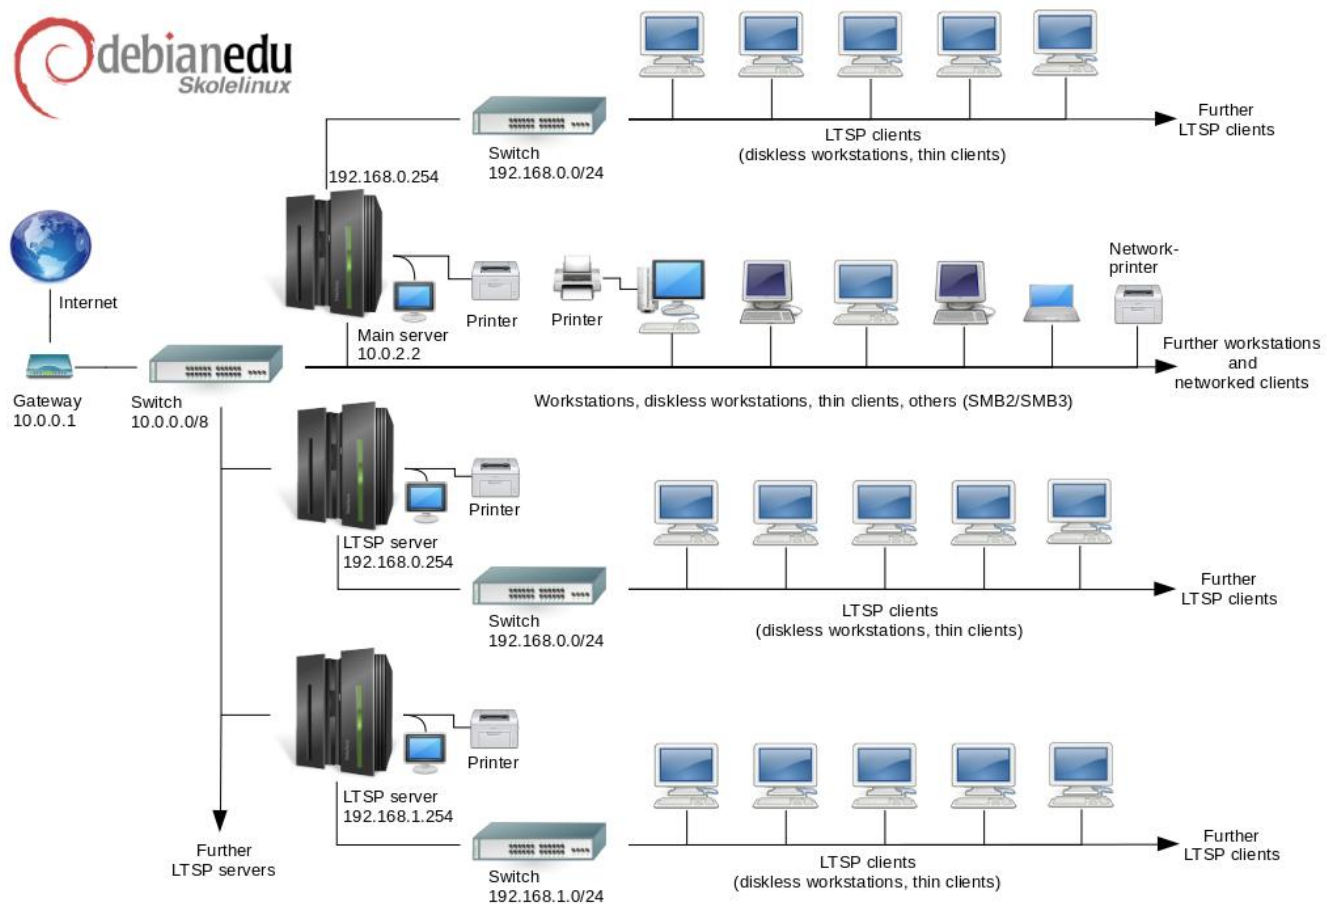 debianedu
Skolelinux
Further
LTSP clients
LTSP clients
(diskless workstations, thin clients)
Switch
192.168.0.0/24
192.168.0.254
Network-
printer
Internet
Printer
Printer
Main server
10.0.2.2
Further workstations
and
networked clients
Gateway
10.0.0.1
Switch
10.0.0.0/8
Workstations, diskless workstations, thin clients, others (SMB2/SMB3)
Printer
LTSP server
192.168.0.254
Further
LTSP clients
LTSP clients
(diskless workstations, thin clients)
Switch
192.168.0.0/24
Printer
LTSP server
192.168.1.254
Further
LTSP servers
Further
LTSP clients
LTSP clients
(diskless workstations, thin clients)
Switch
192.168.1.0/24